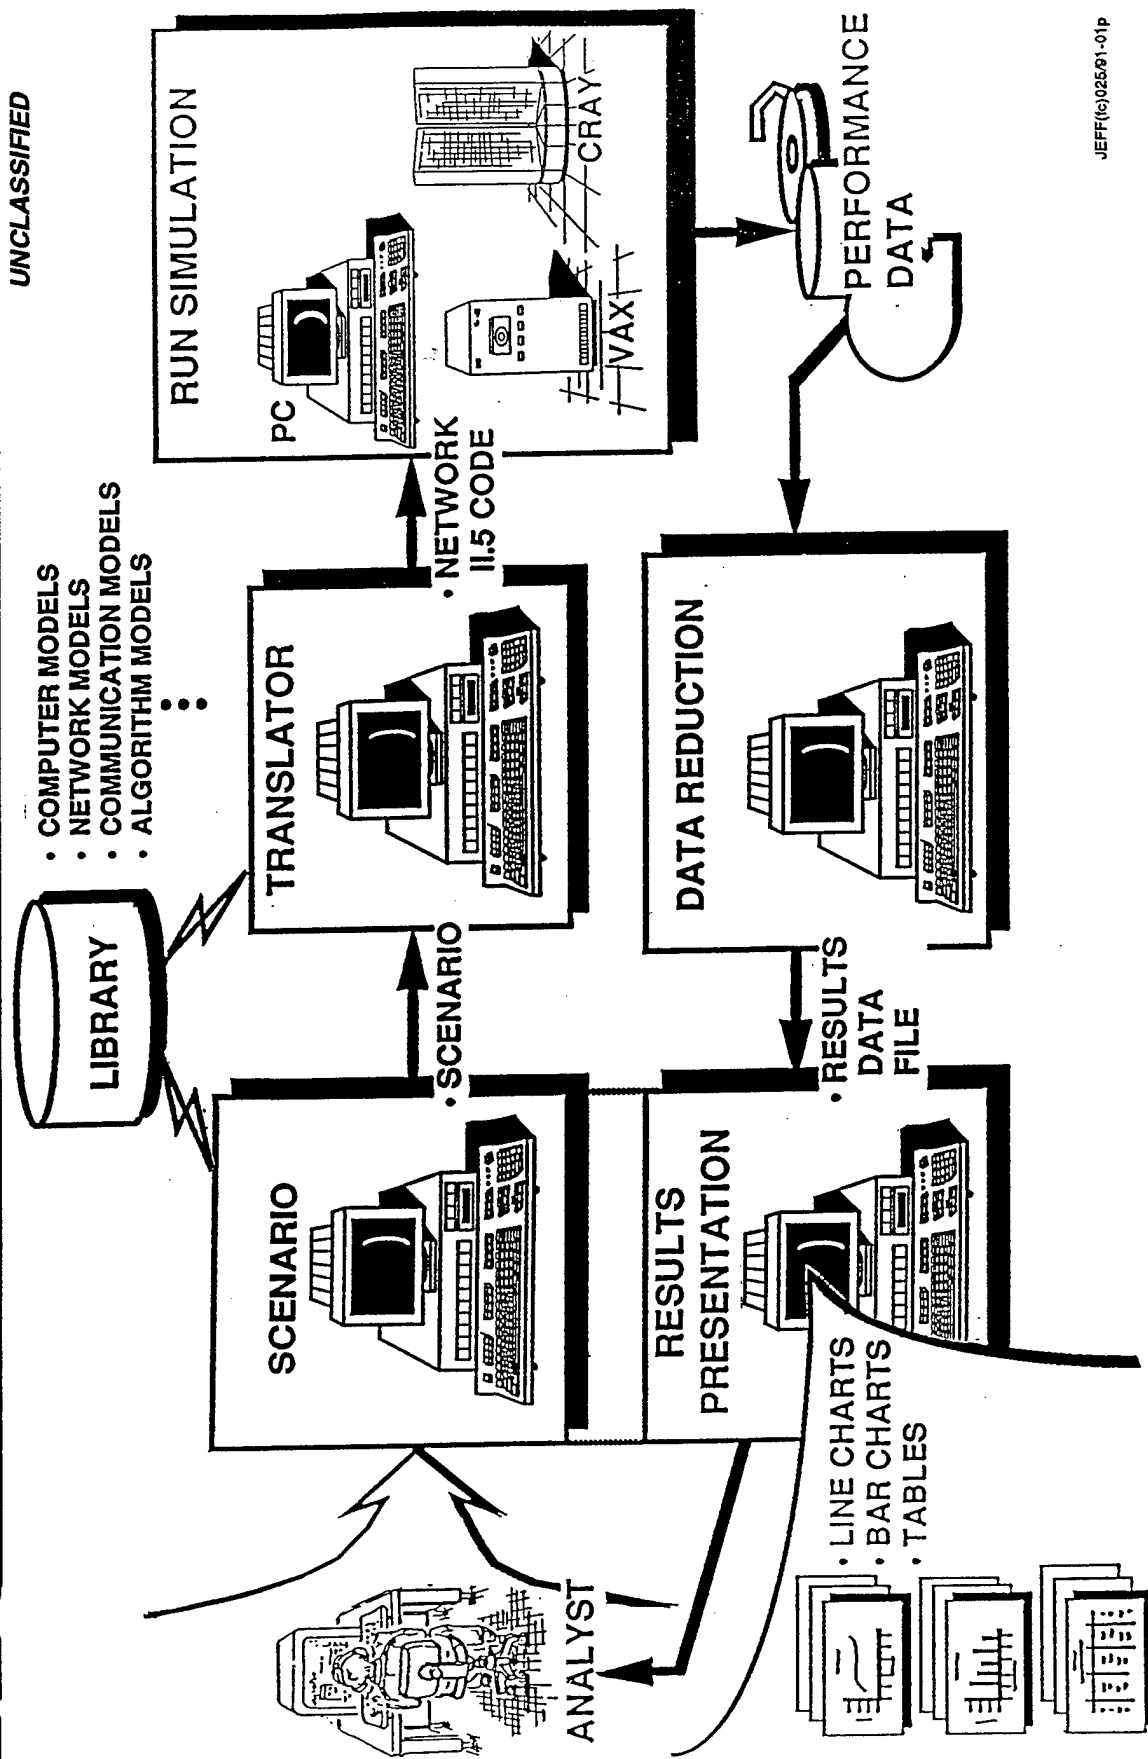 UNCLASSIFIED
LIBRARY
• COMPUTER MODELS
• NETWORK MODELS
• COMMUNICATION MODELS
• ALGORITHM MODELS
SCENARIO
• SCENARIO
TRANSLATOR
• NETWORK
II.5 CODE
RUN SIMULATION
PC
VAX
CRAY
ANALYST
RESULTS
PRESENTATION
• RESULTS
DATA
FILE
DATA REDUCTION
PERFORMANCE
DATA
• LINE CHARTS
• BAR CHARTS
• TABLES
JEFF(fc)025/91-01p